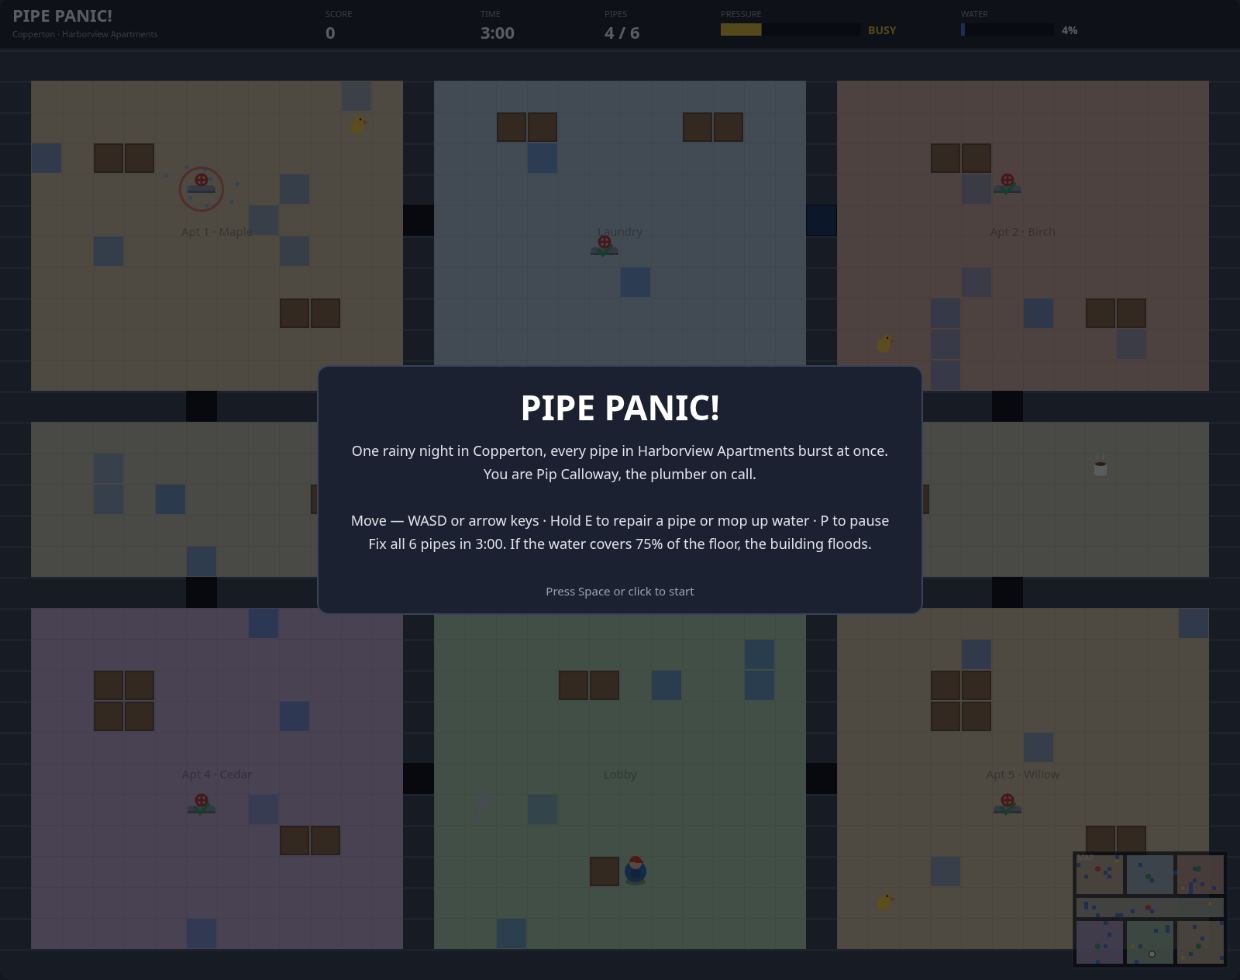 PIPE PANIC!
Copperton · Harborview Apartments
SCORE
0
TIME
3:00
PIPES
4 / 6
PRESSURE
BUSY
WATER
4%
Apt 1 · Maple
Laundry
Apt 2 · Birch
PIPE PANIC!
One rainy night in Copperton, every pipe in Harborview Apartments burst at once.
You are Pip Calloway, the plumber on call.
Move — WASD or arrow keys · Hold E to repair a pipe or mop up water · P to pause
Fix all 6 pipes in 3:00. If the water covers 75% of the floor, the building floods.
Press Space or click to start
Apt 4 · Cedar
Lobby
Apt 5 · Willow
MAP